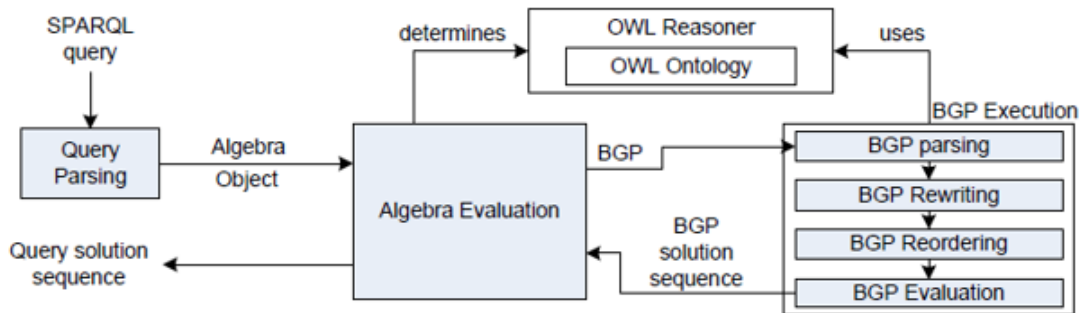 SPARQL
query
determines
OWL Reasoner
OWL Ontology
uses
BGP Execution
Query
Parsing
Algebra
Object
Algebra Evaluation
BGP
BGP parsing
BGP Rewriting
BGP Reordering
BGP Evaluation
BGP
solution
sequence
Query solution
sequence